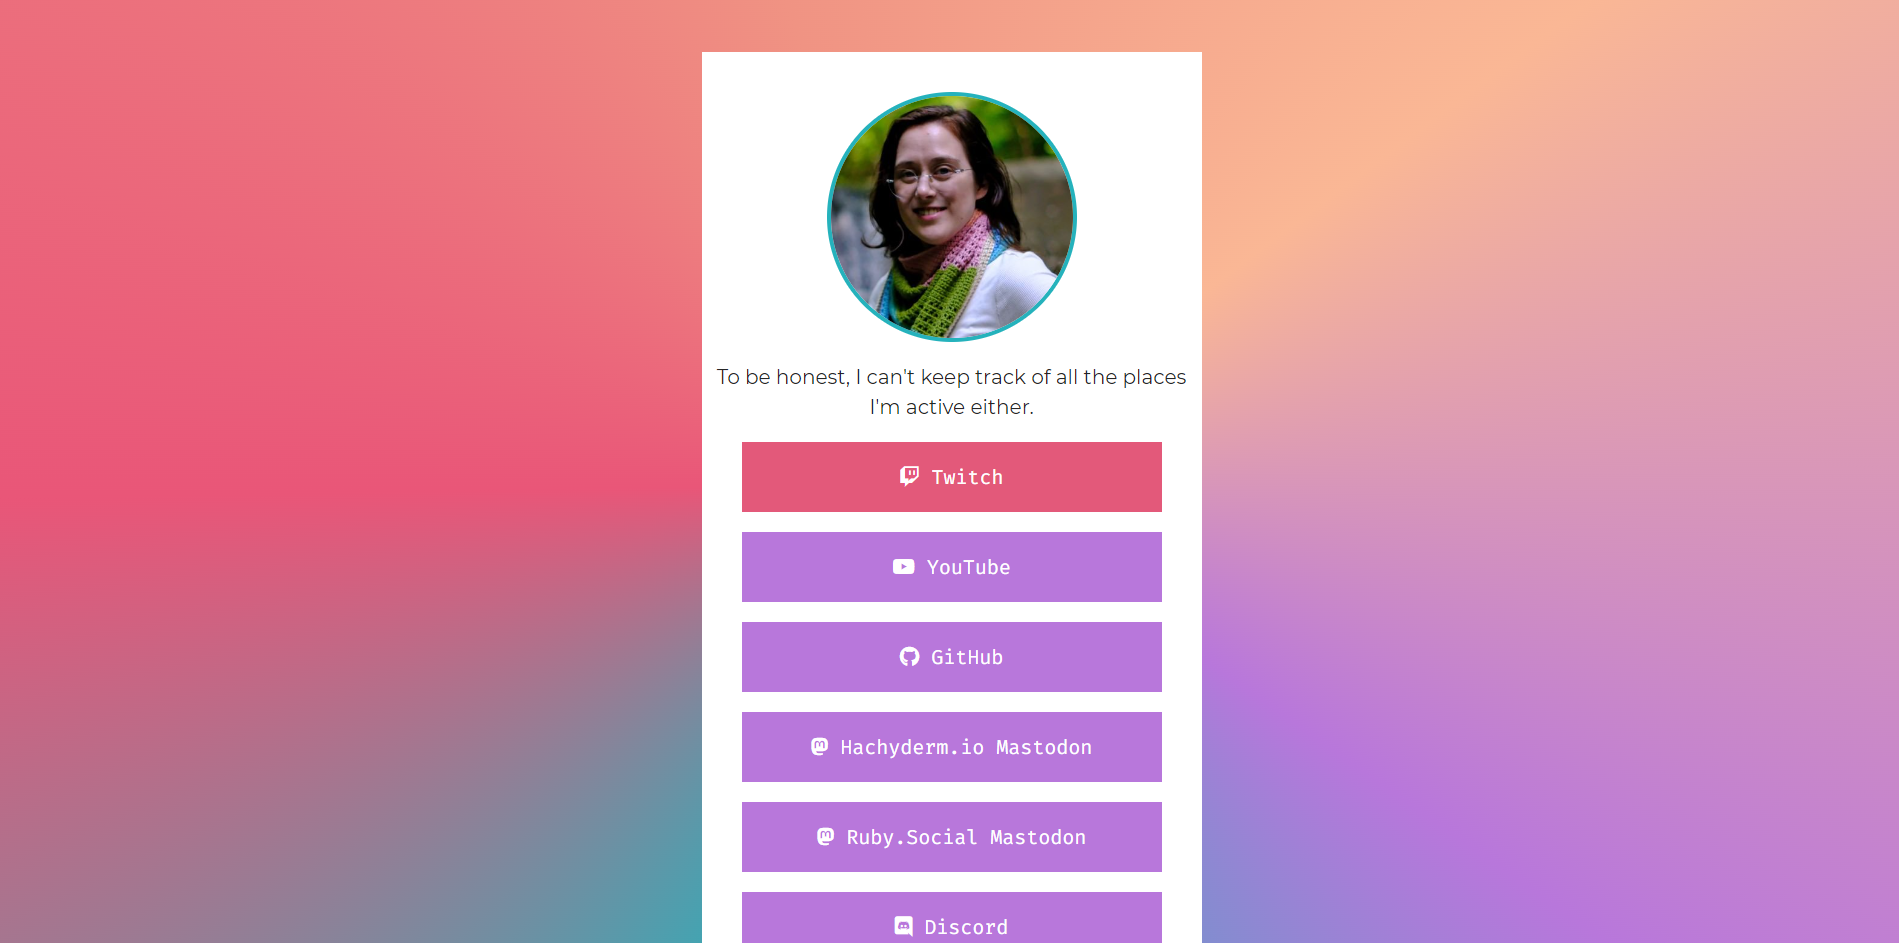 To be honest, I can't keep track of all the places
I'm active either.
Twitch
YouTube
GitHub
Hachyderm.io Mastodon
Ruby.Social Mastodon
Discord